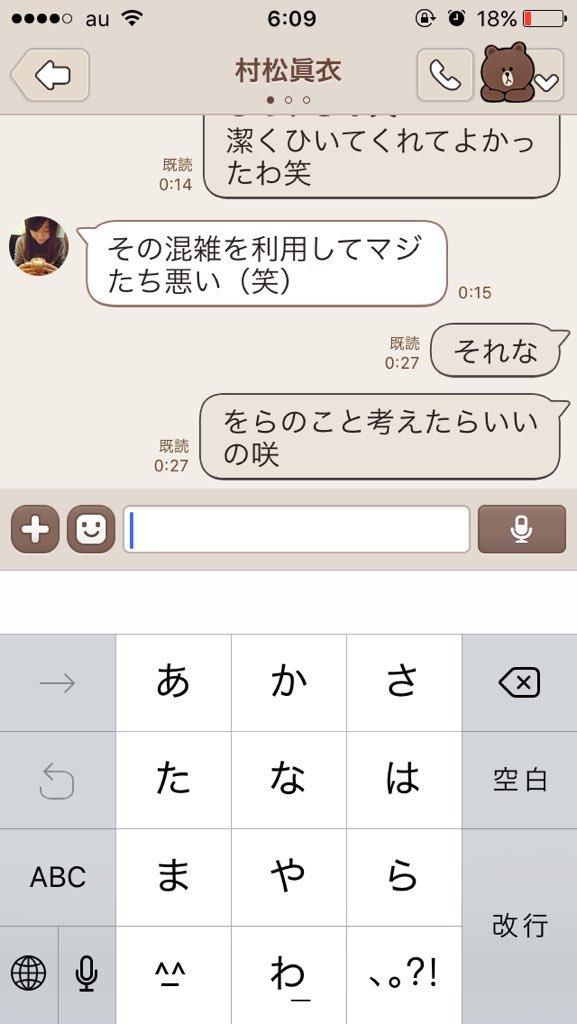 au 6:09 18%
村松眞衣
潔くひいてくれてよかっ
たわ笑
既読
0:14
その混雑を利用してマジ
たち悪い（笑）
0:15
それな
既読
0:27
をらのこと考えたらいい
の咲
既読
0:27
→ あ か さ
た な は 空白
ABC ま や ら 改行
^^ わ_ 、。?!